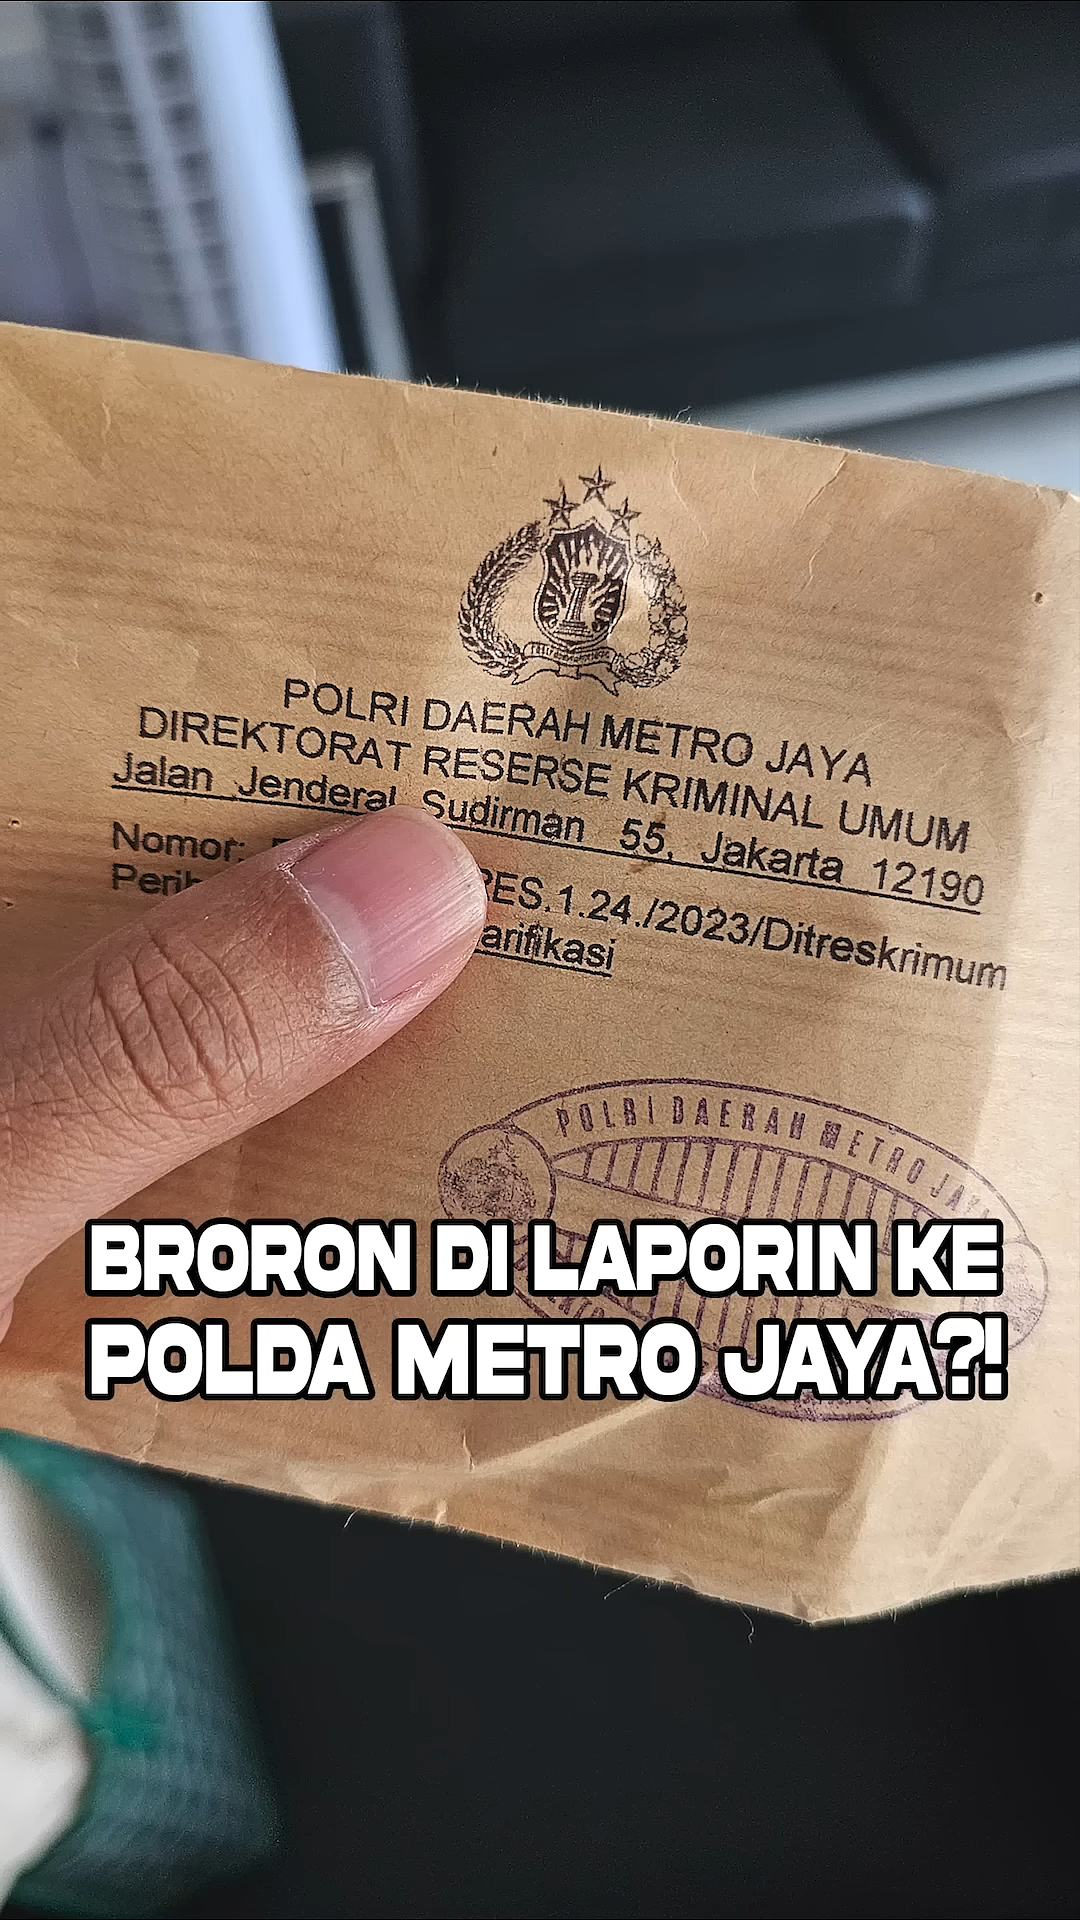 POLRI DAERAH METRO JAYA
DIREKTORAT RESERSE KRIMINAL UMUM
Jalan Jenderal Sudirman 55, Jakarta 12190
Nomor: RES.1.24./2023/Ditreskrimum
arifikasi
POLRI DAERAH METRO JAYA
BRORON DI LAPORIN KE
POLDA METRO JAYA?!